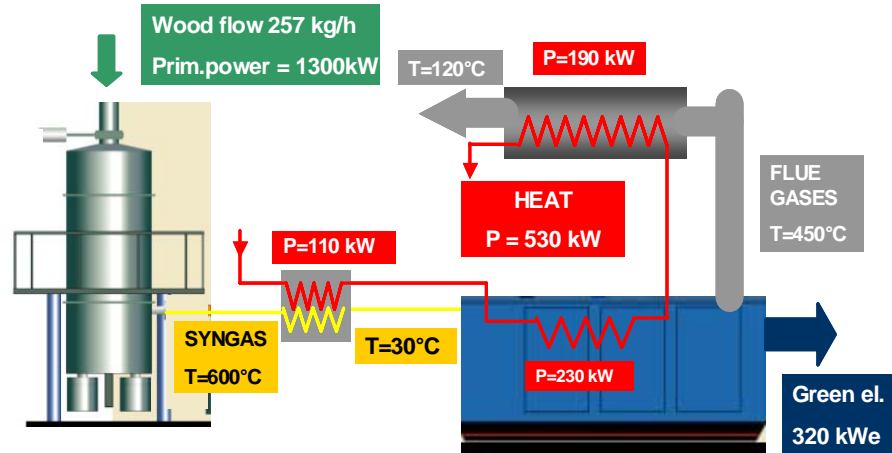 Wood flow 257 kg/h
Prim.power = 1300kW
T=120°C
P=190 kW
FLUE
GASES
T=450°C
HEAT
P = 530 kW
P=110 kW
SYNGAS
T=600°C
T=30°C
P=230 kW
Green el.
320 kWe